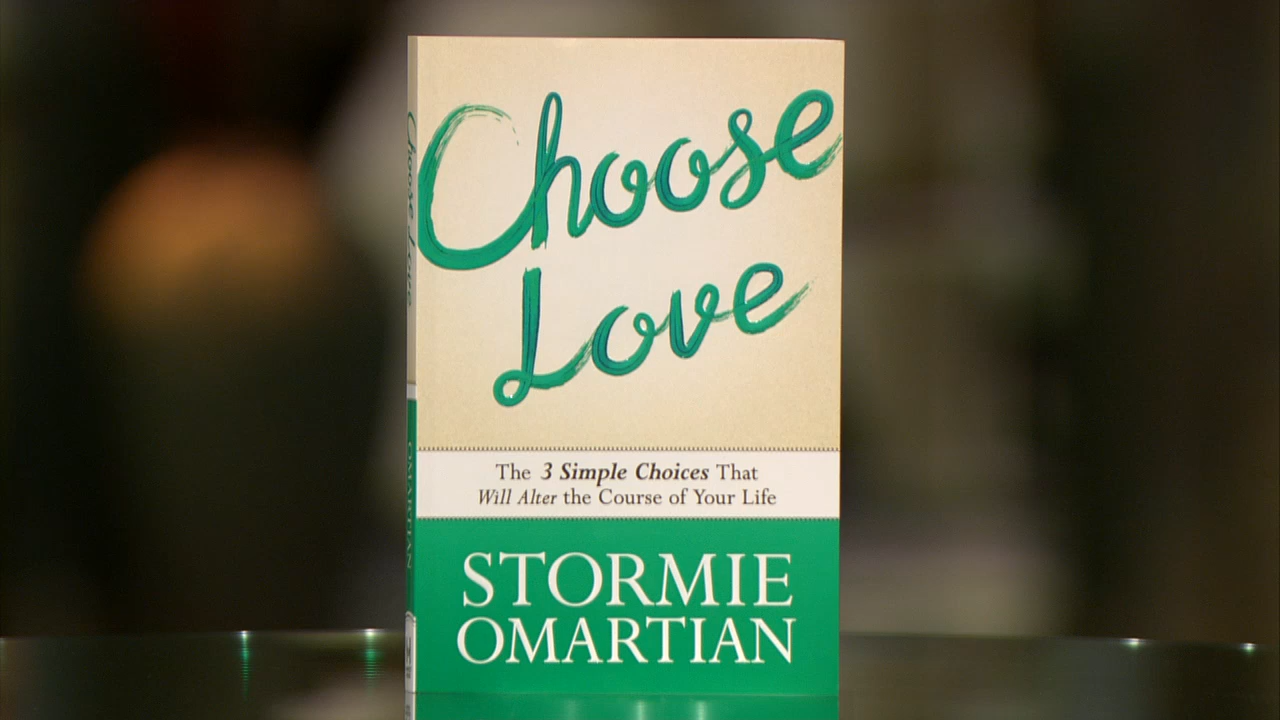 Choose
Love
The 3 Simple Choices That
Will Alter the Course of Your Life
STORMIE
OMARTIAN
Choose Love
OMARTIAN